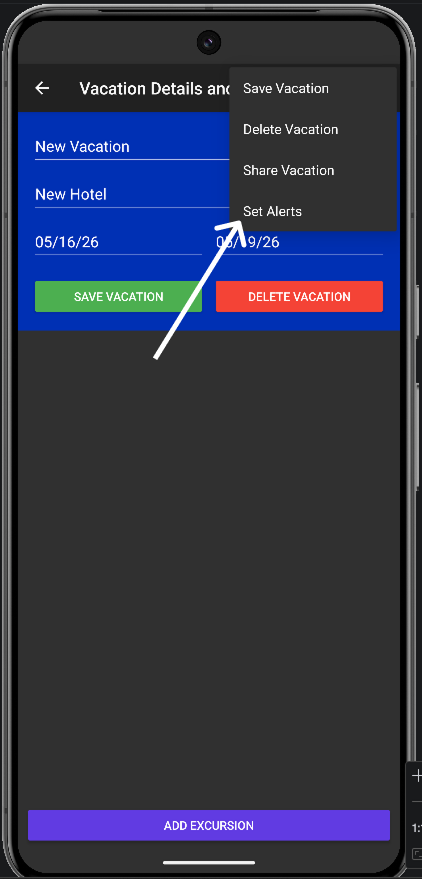 Vacation Details and
Save Vacation
Delete Vacation
Share Vacation
Set Alerts
New Vacation
New Hotel
05/16/26
SAVE VACATION
DELETE VACATION
ADD EXCURSION